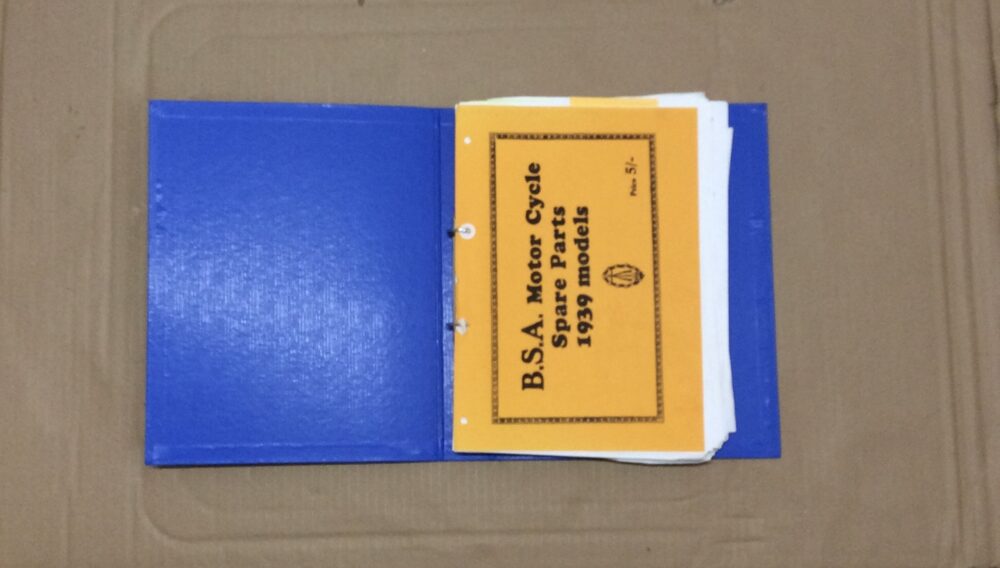 B.S.A. Motor Cycle
Spare Parts
1939 models
Price 5/-